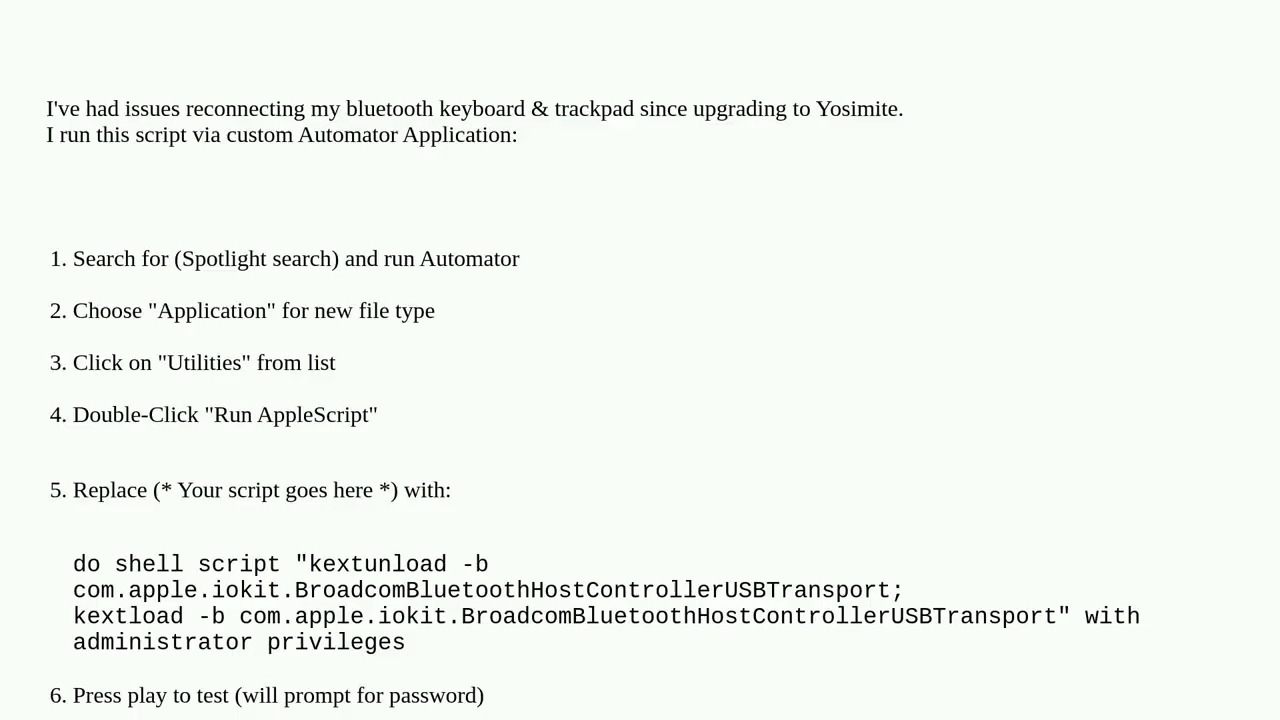 I've had issues reconnecting my bluetooth keyboard & trackpad since upgrading to Yosimite.
I run this script via custom Automator Application:
1. Search for (Spotlight search) and run Automator
2. Choose "Application" for new file type
3. Click on "Utilities" from list
4. Double-Click "Run AppleScript"
5. Replace (* Your script goes here *) with:
do shell script "kextunload -b
com.apple.iokit.BroadcomBluetoothHostControllerUSBTransport;
kextload -b com.apple.iokit.BroadcomBluetoothHostControllerUSBTransport" with
administrator privileges
6. Press play to test (will prompt for password)